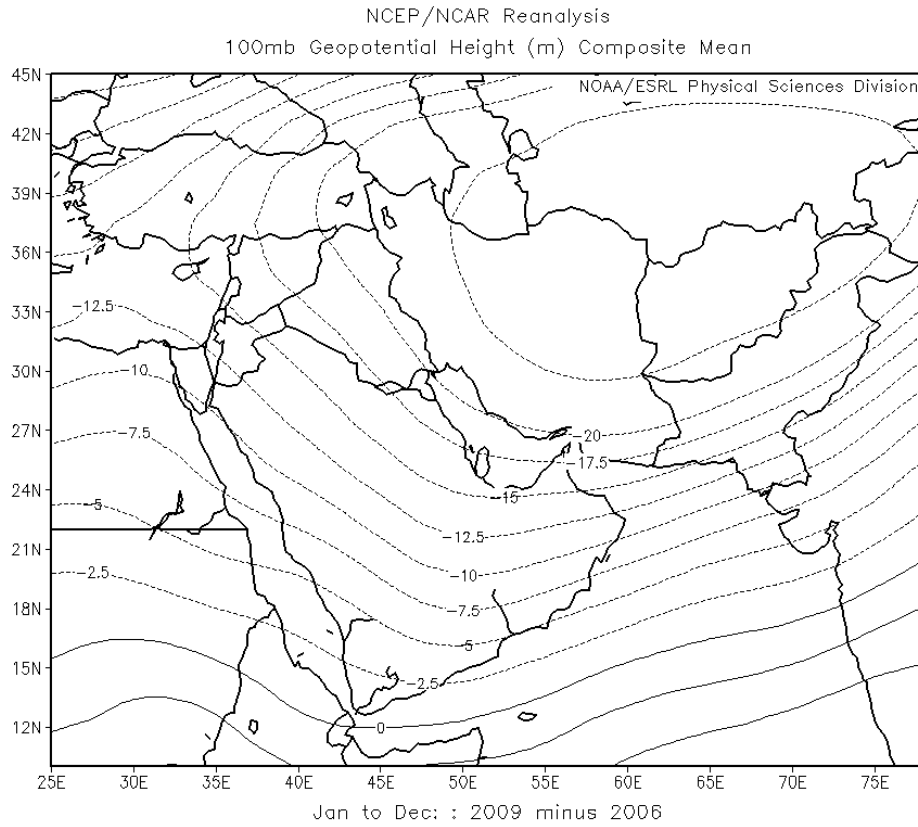 NCEP/NCAR Reanalysis
100mb Geopotential Height (m) Composite Mean
45N
NOAA/ESRL Physical Sciences Division
42N
39N
36N
33N
-12.5
30N
-10
27N
-7.5
-20
-17.5
24N
-5
-15
21N
-12.5
-2.5
-10
18N
-7.5
-5
15N
-2.5
12N
0
25E 30E 35E 40E 45E 50E 55E 60E 65E 70E 75E
Jan to Dec: : 2009 minus 2006